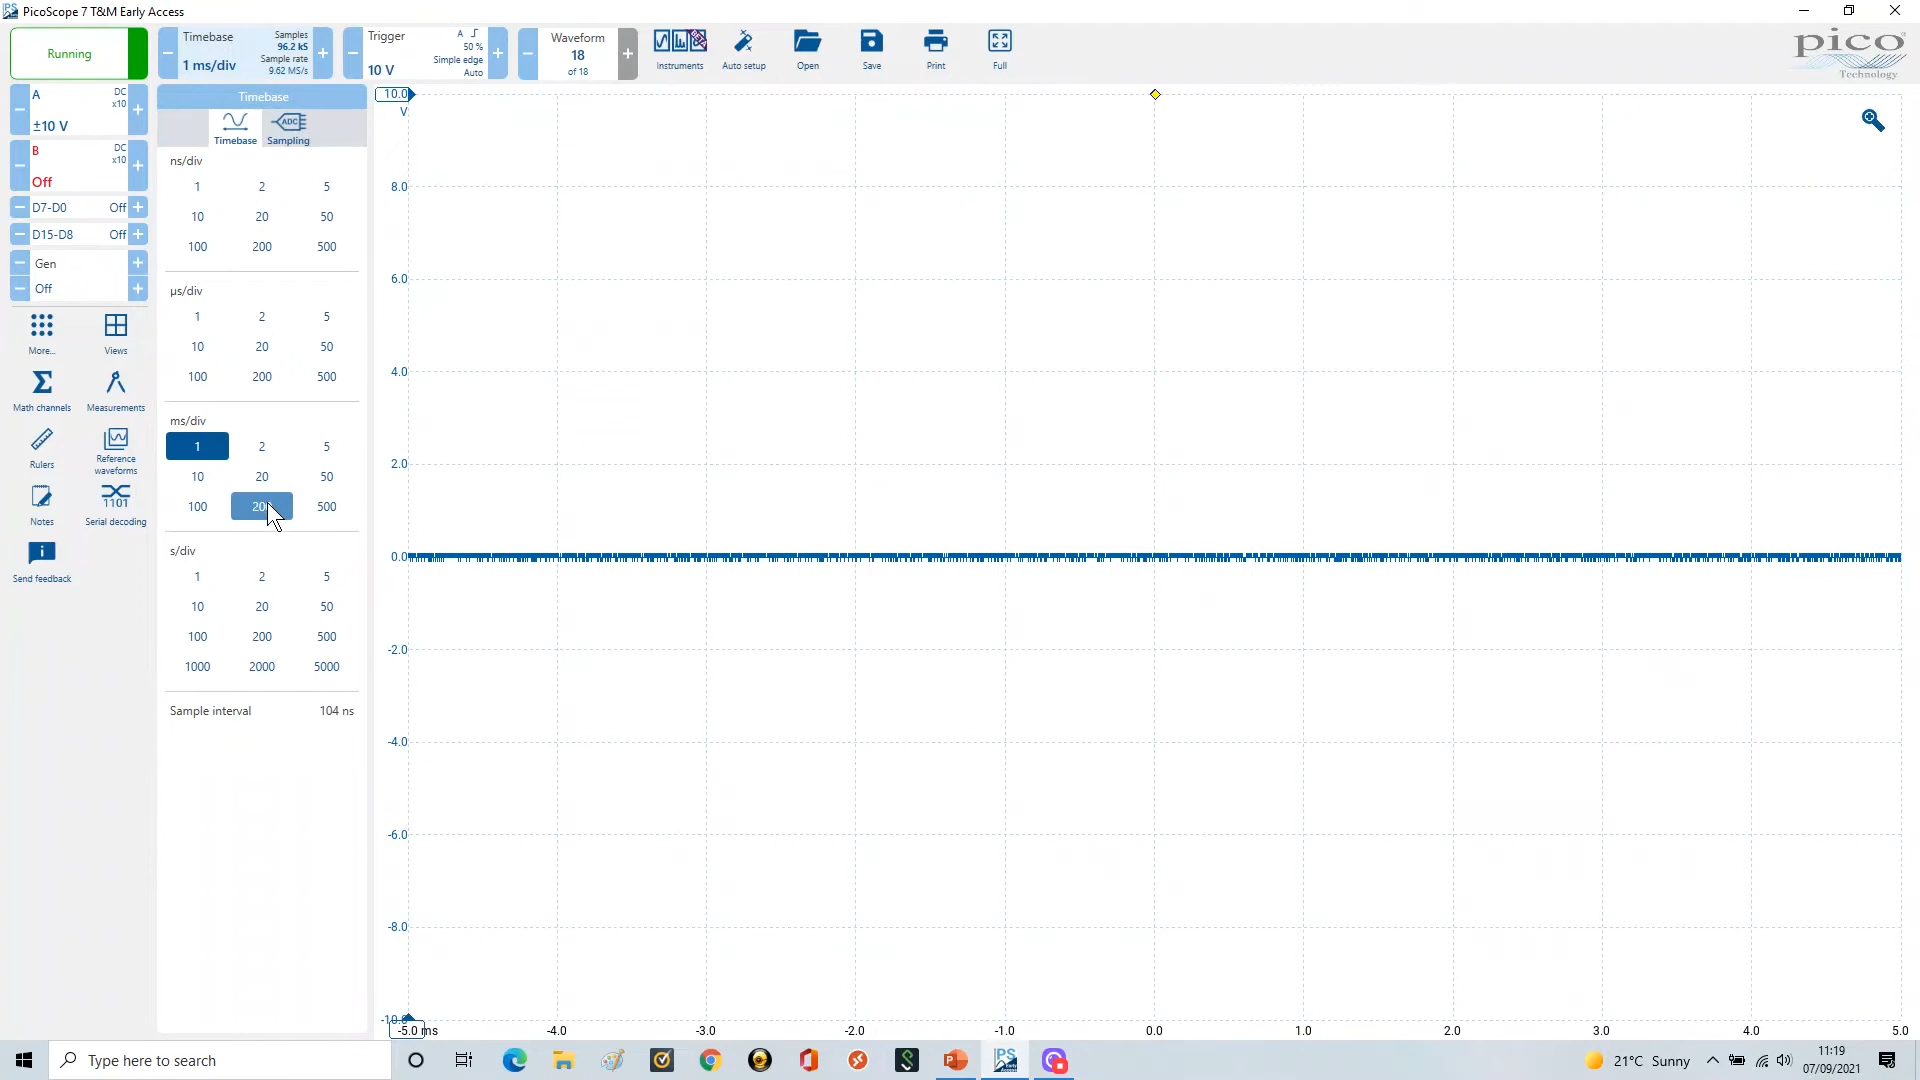 PicoScope 7 T&M Early Access
Running
Timebase
1 ms/div
Samples
96.2 kS
Sample rate
9.62 MS/s
Trigger
10 V
A
50 %
Simple edge
Auto
Waveform
18
of 18
Instruments
Auto setup
Open
Save
Print
Full
pico
Technology
A
DC
x10
±10 V
B
DC
x10
Off
D7-D0 Off
D15-D8 Off
Gen
Off
More...
Views
Math channels
Measurements
Rulers
Reference
waveforms
Notes
1101
Serial decoding
Send feedback
Timebase
ADC
Timebase
Sampling
ns/div
1 2 5
10 20 50
100 200 500
µs/div
1 2 5
10 20 50
100 200 500
ms/div
1 2 5
10 20 50
100 200 500
s/div
1 2 5
10 20 50
100 200 500
1000 2000 5000
Sample interval 104 ns
10.0
V
8.0
6.0
4.0
2.0
0.0
-2.0
-4.0
-6.0
-8.0
-10.0
-5.0 ms -4.0 -3.0 -2.0 -1.0 0.0 1.0 2.0 3.0 4.0 5.0
Type here to search
21°C Sunny
11:19
07/09/2021